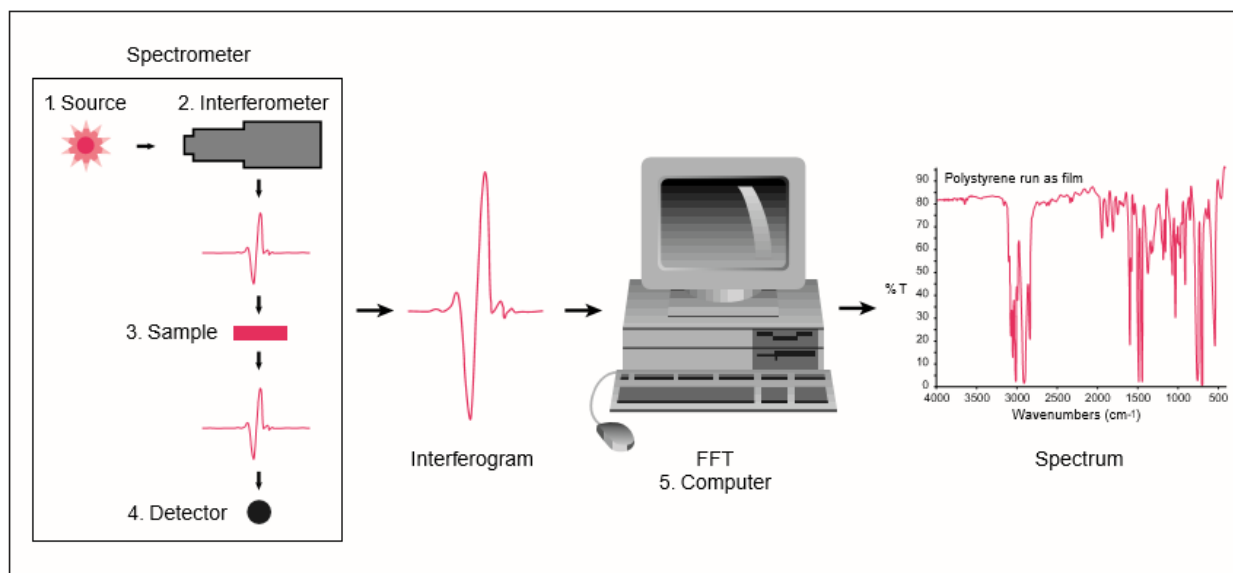 Spectrometer
1. Source
2. Interferometer
3. Sample
4. Detector
Interferogram
FFT
5. Computer
Polystyrene run as film
90
80
70
60
50
% T
40
30
20
10
0
4000 3500 3000 2500 2000 1500 1000 500
Wavenumbers (cm-1)
Spectrum